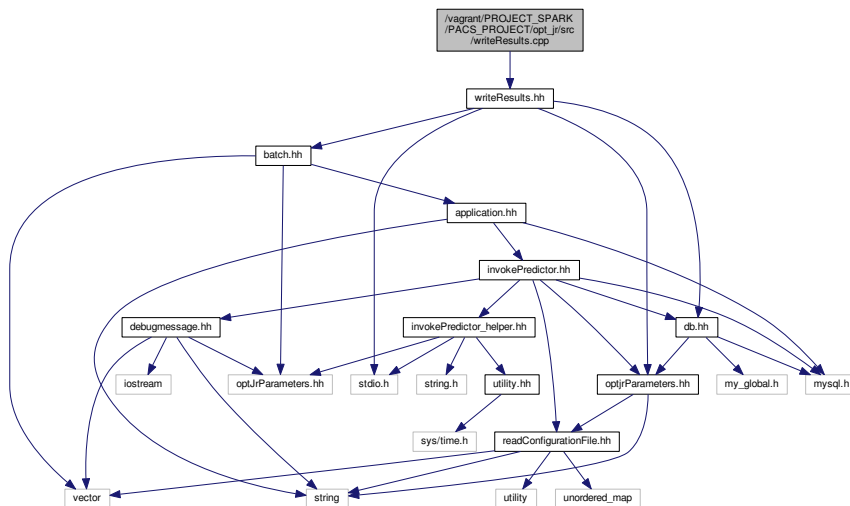 /vagrant/PROJECT_SPARK
/PACS_PROJECT/opt_jr/src
/writeResults.cpp
writeResults.hh
batch.hh
application.hh
invokePredictor.hh
debugmessage.hh
invokePredictor_helper.hh
db.hh
iostream
optJrParameters.hh
stdio.h
string.h
utility.hh
optjrParameters.hh
my_global.h
mysql.h
sys/time.h
readConfigurationFile.hh
vector
string
utility
unordered_map